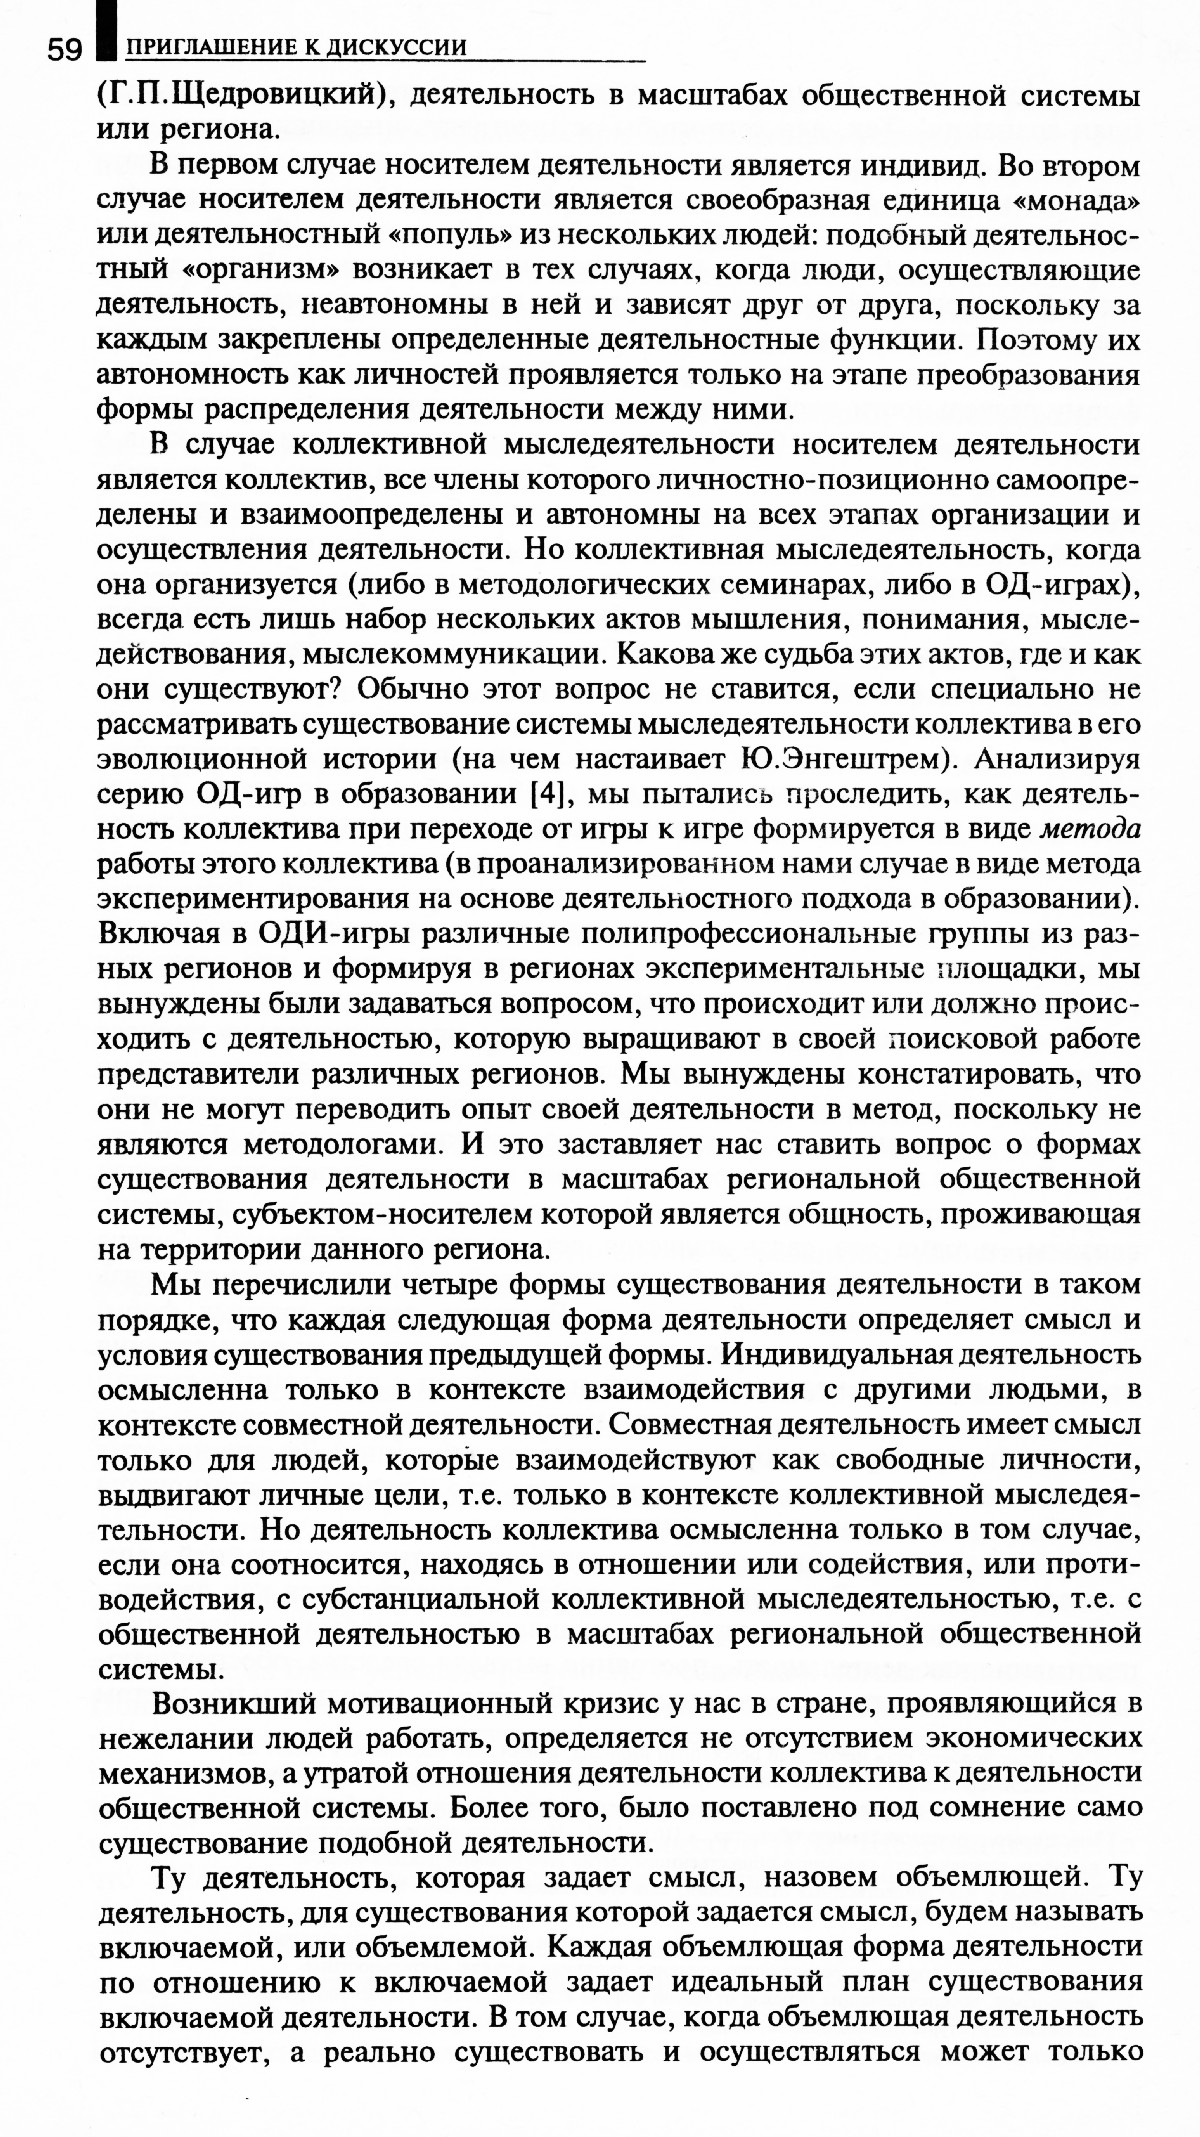 59 ПРИГЛАШЕНИЕ К ДИСКУССИИ
(Г.П.Щедровицкий), деятельность в масштабах общественной системы
или региона.
В первом случае носителем деятельности является индивид. Во втором
случае носителем деятельности является своеобразная единица «монада»
или деятельностный «популь» из нескольких людей: подобный деятельнос-
тный «организм» возникает в тех случаях, когда люди, осуществляющие
деятельность, неавтономны в ней и зависят друг от друга, поскольку за
каждым закреплены определенные деятельностные функции. Поэтому их
автономность как личностей проявляется только на этапе преобразования
формы распределения деятельности между ними.
В случае коллективной мыследеятельности носителем деятельности
является коллектив, все члены которого личностно-позиционно самоопре-
делены и взаимоопределены и автономны на всех этапах организации и
осуществления деятельности. Но коллективная мыследеятельность, когда
она организуется (либо в методологических семинарах, либо в ОД-играх),
всегда есть лишь набор нескольких актов мышления, понимания, мысле-
действования, мыслекоммуникации. Какова же судьба этих актов, где и как
они существуют? Обычно этот вопрос не ставится, если специально не
рассматривать существование системы мыследеятельности коллектива в его
эволюционной истории (на чем настаивает Ю.Энгештрем). Анализируя
серию ОД-игр в образовании [4], мы пытались проследить, как деятель-
ность коллектива при переходе от игры к игре формируется в виде метода
работы этого коллектива (в проанализированном нами случае в виде метода
экспериментирования на основе деятельностного подхода в образовании).
Включая в ОДИ-игры различные полипрофессиональные группы из раз-
ных регионов и формируя в регионах экспериментальные площадки, мы
вынуждены были задаваться вопросом, что происходит или должно проис-
ходить с деятельностью, которую выращивают в своей поисковой работе
представители различных регионов. Мы вынуждены констатировать, что
они не могут переводить опыт своей деятельности в метод, поскольку не
являются методологами. И это заставляет нас ставить вопрос о формах
существования деятельности в масштабах региональной общественной
системы, субъектом-носителем которой является общность, проживающая
на территории данного региона.
Мы перечислили четыре формы существования деятельности в таком
порядке, что каждая следующая форма деятельности определяет смысл и
условия существования предыдущей формы. Индивидуальная деятельность
осмысленна только в контексте взаимодействия с другими людьми, в
контексте совместной деятельности. Совместная деятельность имеет смысл
только для людей, которые взаимодействуют как свободные личности,
выдвигают личные цели, т.е. только в контексте коллективной мыследея-
тельности. Но деятельность коллектива осмысленна только в том случае,
если она соотносится, находясь в отношении или содействия, или проти-
водействия, с субстанциальной коллективной мыследеятельностью, т.е. с
общественной деятельностью в масштабах региональной общественной
системы.
Возникший мотивационный кризис у нас в стране, проявляющийся в
нежелании людей работать, определяется не отсутствием экономических
механизмов, а утратой отношения деятельности коллектива к деятельности
общественной системы. Более того, было поставлено под сомнение само
существование подобной деятельности.
Ту деятельность, которая задает смысл, назовем объемлющей. Ту
деятельность, для существования которой задается смысл, будем называть
включаемой, или объемлемой. Каждая объемлющая форма деятельности
по отношению к включаемой задает идеальный план существования
включаемой деятельности. В том случае, когда объемлющая деятельность
отсутствует, а реально существовать и осуществляться может только